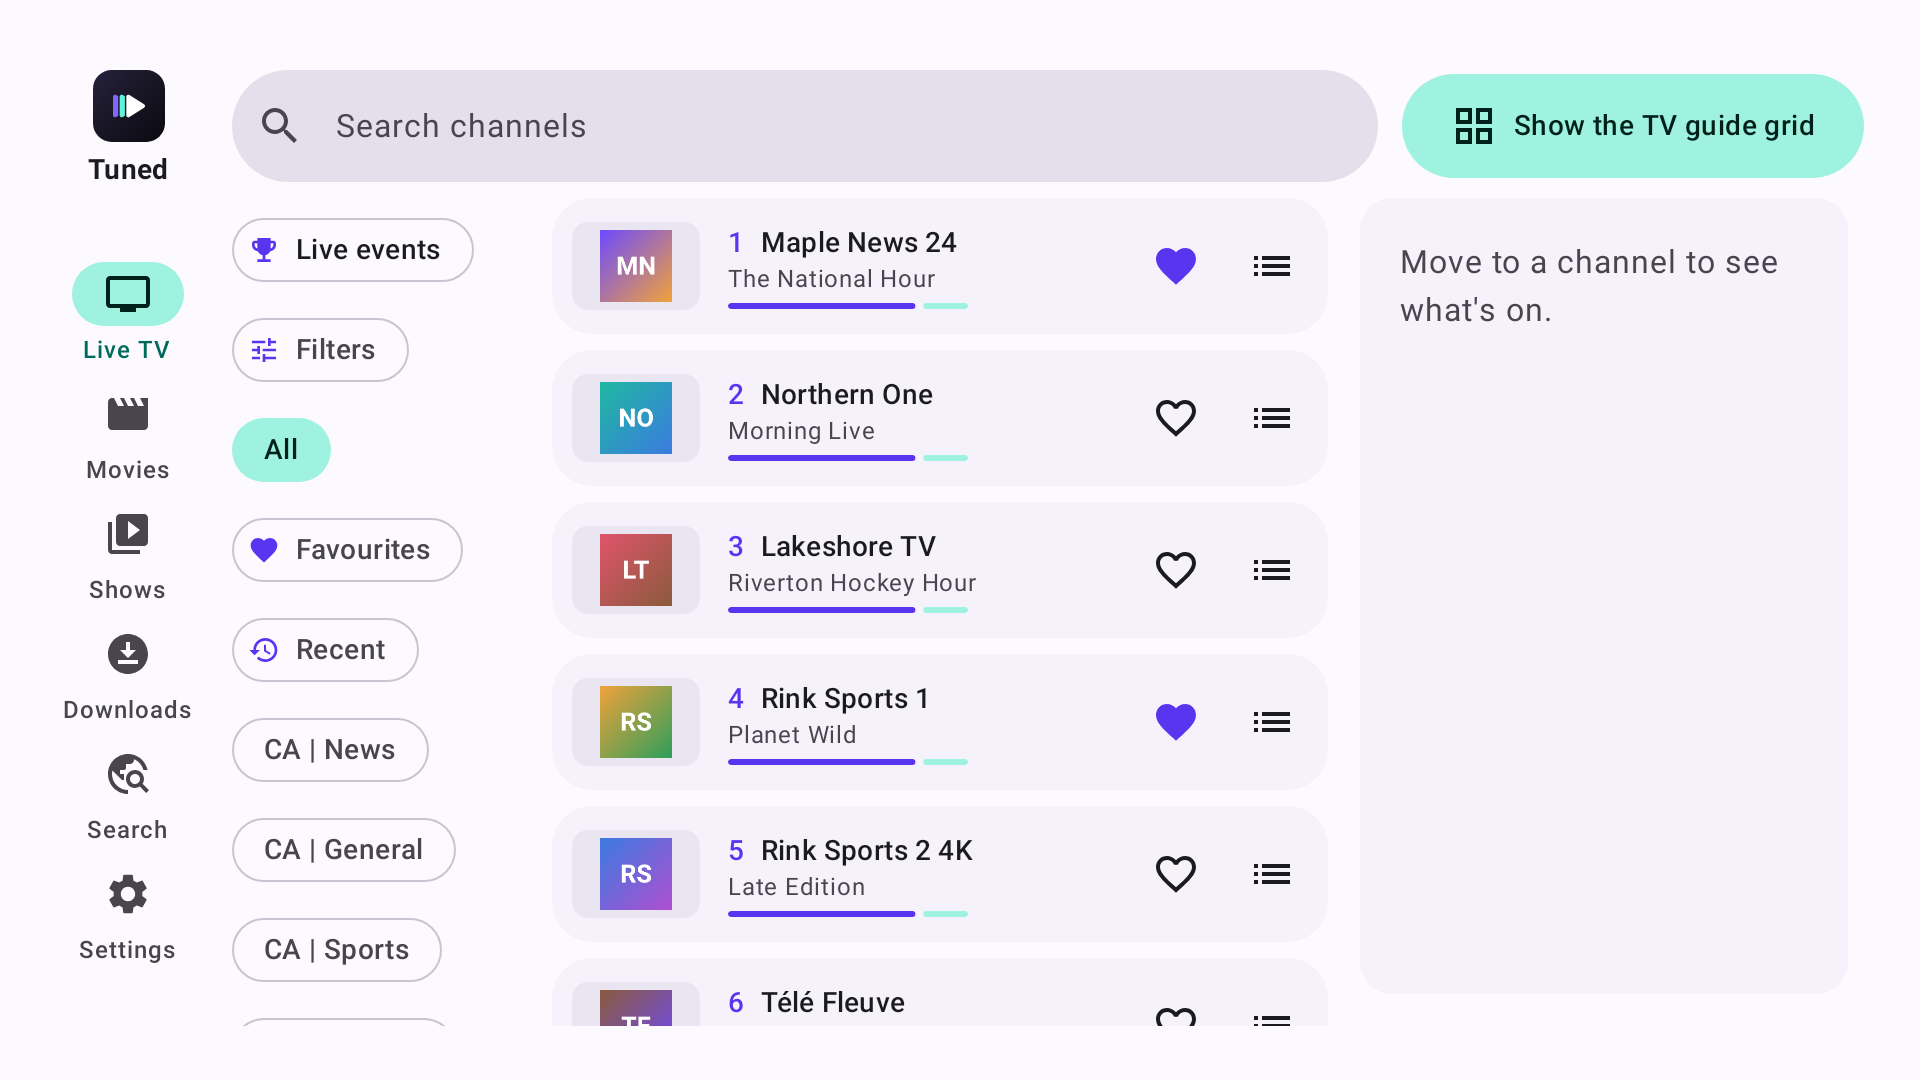 Tuned
Search channels
Show the TV guide grid
Live TV
Movies
Shows
Downloads
Search
Settings
Live events
Filters
All
Favourites
Recent
CA | News
CA | General
CA | Sports
MN
1 Maple News 24
The National Hour
NO
2 Northern One
Morning Live
LT
3 Lakeshore TV
Riverton Hockey Hour
RS
4 Rink Sports 1
Planet Wild
RS
5 Rink Sports 2 4K
Late Edition
TF
6 Télé Fleuve
Move to a channel to see
what's on.